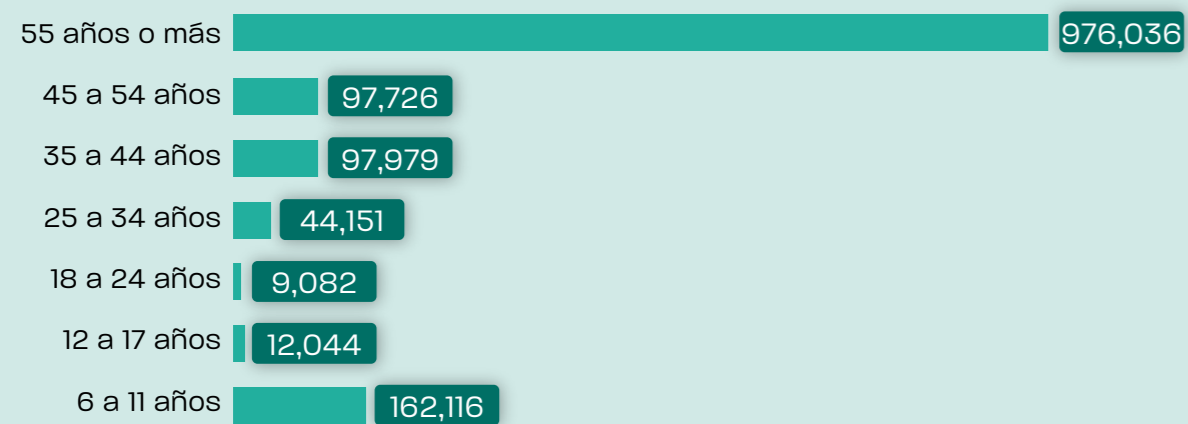 55 años o más 976,036
45 a 54 años 97,726
35 a 44 años 97,979
25 a 34 años 44,151
18 a 24 años 9,082
12 a 17 años 12,044
6 a 11 años 162,116